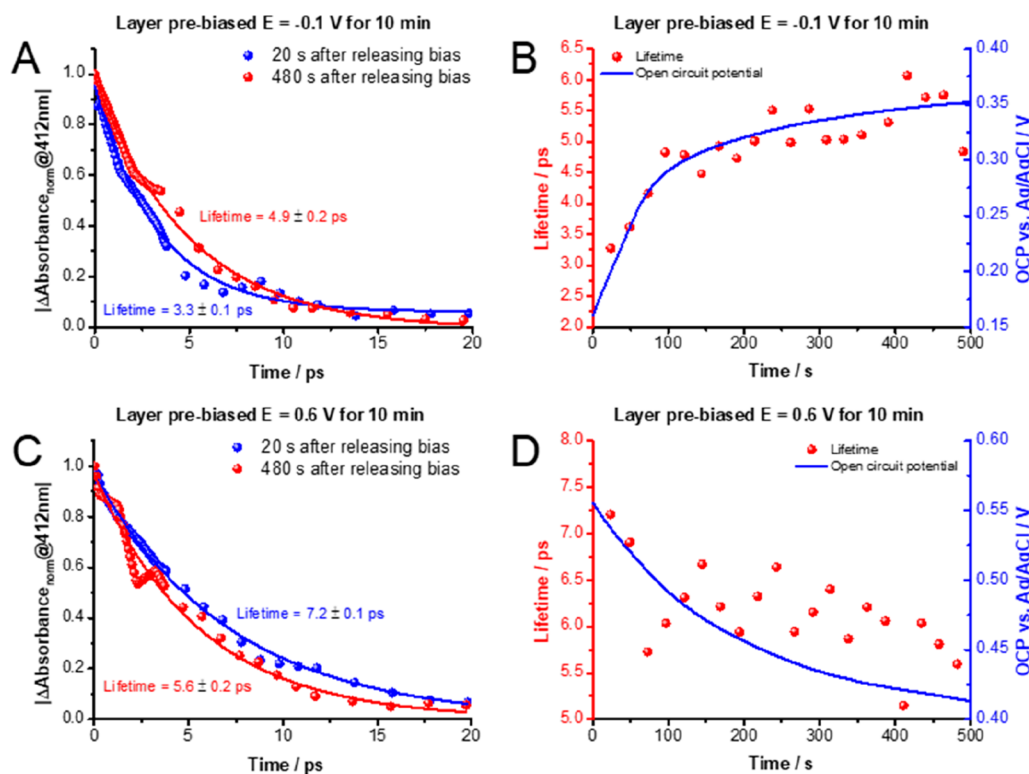 Layer pre-biased E = -0.1 V for 10 min
A
20 s after releasing bias
480 s after releasing bias
Lifetime = 4.9 ± 0.2 ps
Lifetime = 3.3 ± 0.1 ps
|ΔAbsorbance_norm@412nm|
1.0
0.8
0.6
0.4
0.2
0.0
0 5 10 15 20
Time / ps
Layer pre-biased E = -0.1 V for 10 min
B
Lifetime
Open circuit potential
Lifetime / ps
6.5
6.0
5.5
5.0
4.5
4.0
3.5
3.0
2.5
2.0
OCP vs. Ag/AgCl / V
0.40
0.35
0.30
0.25
0.20
0.15
0 100 200 300 400 500
Time / s
Layer pre-biased E = 0.6 V for 10 min
C
20 s after releasing bias
480 s after releasing bias
Lifetime = 7.2 ± 0.1 ps
Lifetime = 5.6 ± 0.2 ps
|ΔAbsorbance_norm@412nm|
1.0
0.8
0.6
0.4
0.2
0.0
0 5 10 15 20
Time / ps
Layer pre-biased E = 0.6 V for 10 min
D
Lifetime
Open circuit potential
Lifetime / ps
8.0
7.5
7.0
6.5
6.0
5.5
5.0
OCP vs. Ag/AgCl / V
0.60
0.55
0.50
0.45
0.40
0 100 200 300 400 500
Time / s